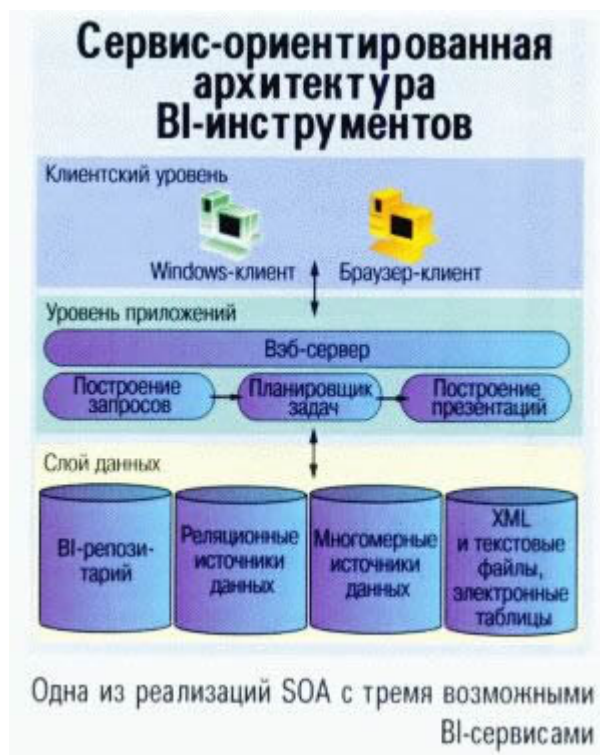 Сервис-ориентированная
архитектура
BI-инструментов
Клиентский уровень
Windows-клиент
Браузер-клиент
Уровень приложений
Вэб-сервер
Построение
запросов
Планировщик
задач
Построение
презентаций
Слой данных
BI-репози-
тарий
Реляционные
источники
данных
Многомерные
источники
данных
XML
и текстовые
файлы,
электронные
таблицы
Одна из реализаций SOA с тремя возможными
BI-сервисами